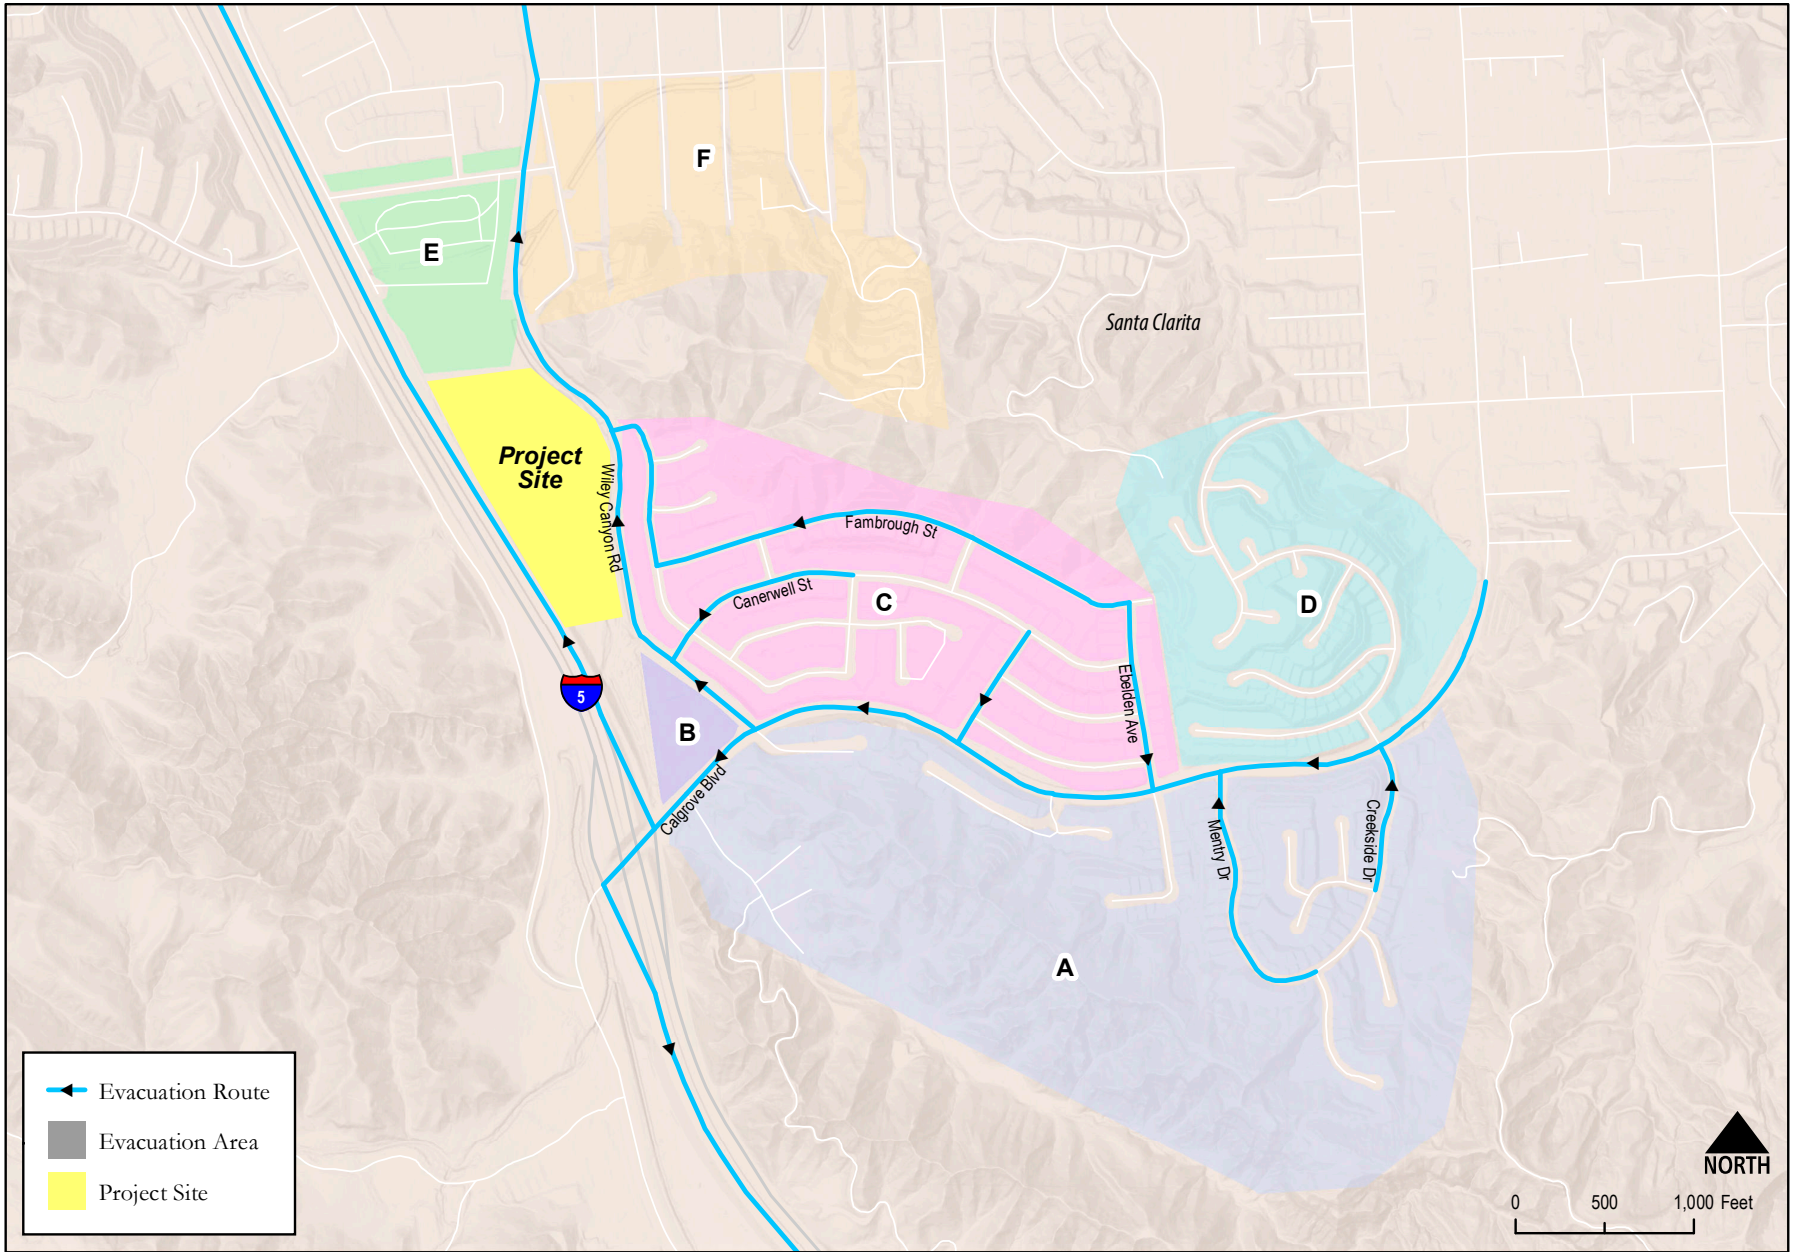 F
E
Santa Clarita
Project
Site
Wiley Canyon Rd
Fambrough St
Canerwell St
C
D
Ebelden Ave
5
B
Calgrove Blvd
Mentry Dr
Creekside Dr
A
Evacuation Route
Evacuation Area
Project Site
NORTH
0 500 1,000 Feet